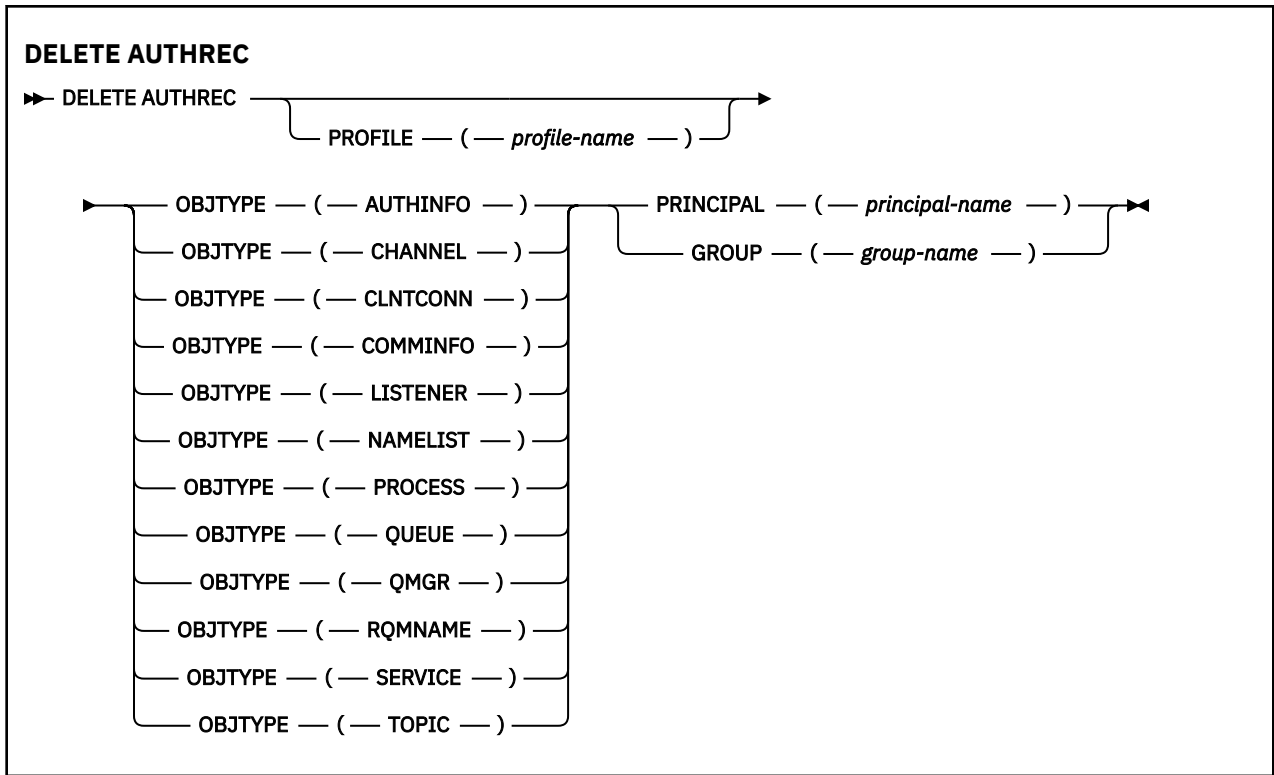 DELETE AUTHREC
DELETE AUTHREC
PROFILE ( profile-name )
OBJTYPE ( AUTHINFO ) PRINCIPAL ( principal-name )
OBJTYPE ( CHANNEL ) GROUP ( group-name )
OBJTYPE ( CLNTCONN )
OBJTYPE ( COMMINFO )
OBJTYPE ( LISTENER )
OBJTYPE ( NAMELIST )
OBJTYPE ( PROCESS )
OBJTYPE ( QUEUE )
OBJTYPE ( QMGR )
OBJTYPE ( RQMNAME )
OBJTYPE ( SERVICE )
OBJTYPE ( TOPIC )